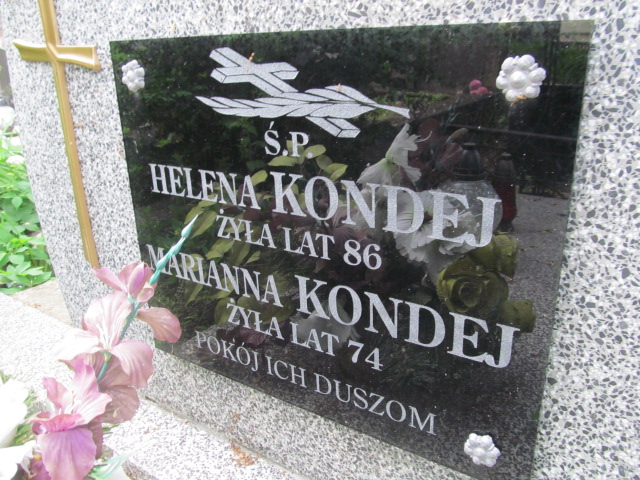 Ś.P.
HELENA KONDEJ
ŻYŁA LAT 86
MARIANNA KONDEJ
ŻYŁA LAT 74
POKÓJ ICH DUSZOM